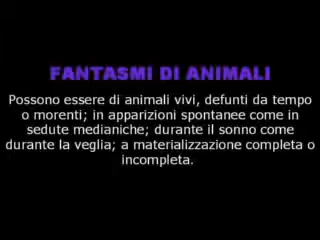 FANTASMI DI ANIMALI
Possono essere di animali vivi, defunti da tempo
o morenti; in apparizioni spontanee come in
sedute medianiche; durante il sonno come
durante la veglia; a materializzazione completa o
incompleta.